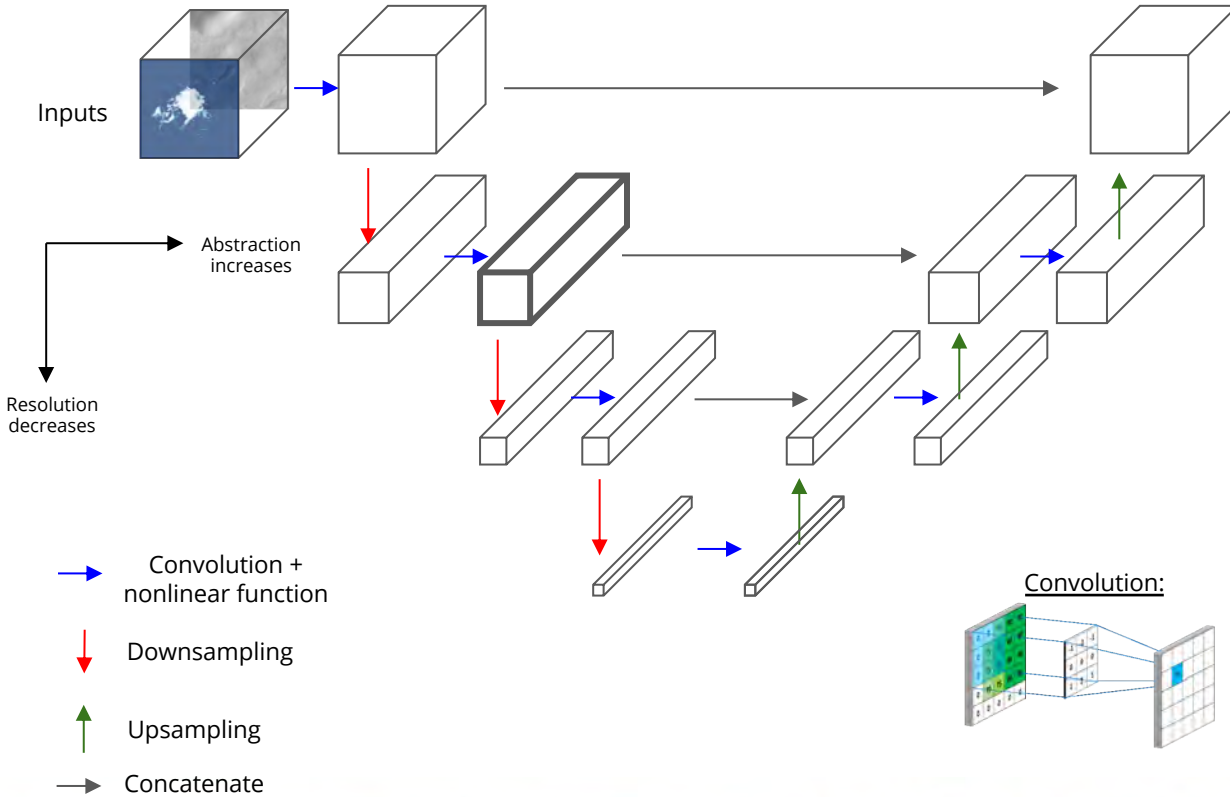 Inputs
Abstraction
increases
Resolution
decreases
Convolution +
nonlinear function
Downsampling
Upsampling
Concatenate
Convolution: